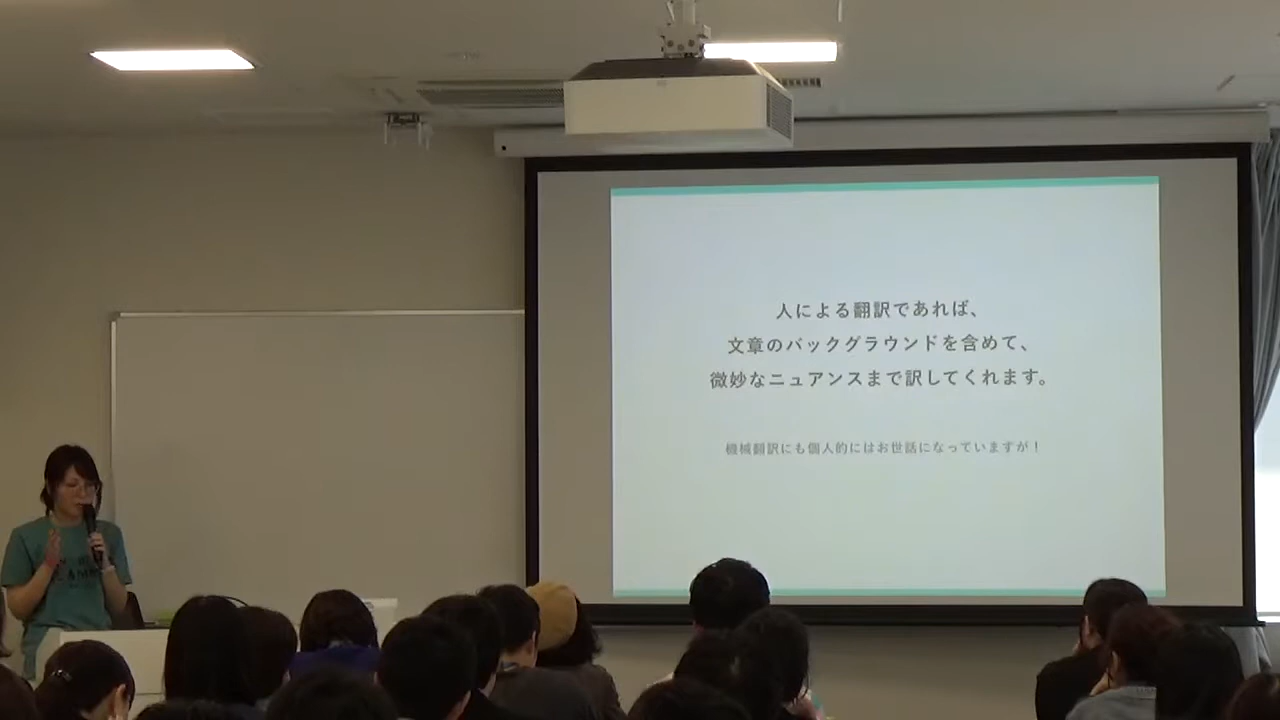 人による翻訳であれば、
文章のバックグラウンドを含めて、
微妙なニュアンスまで訳してくれます。
機械翻訳にも個人的にはお世話になっていますが！